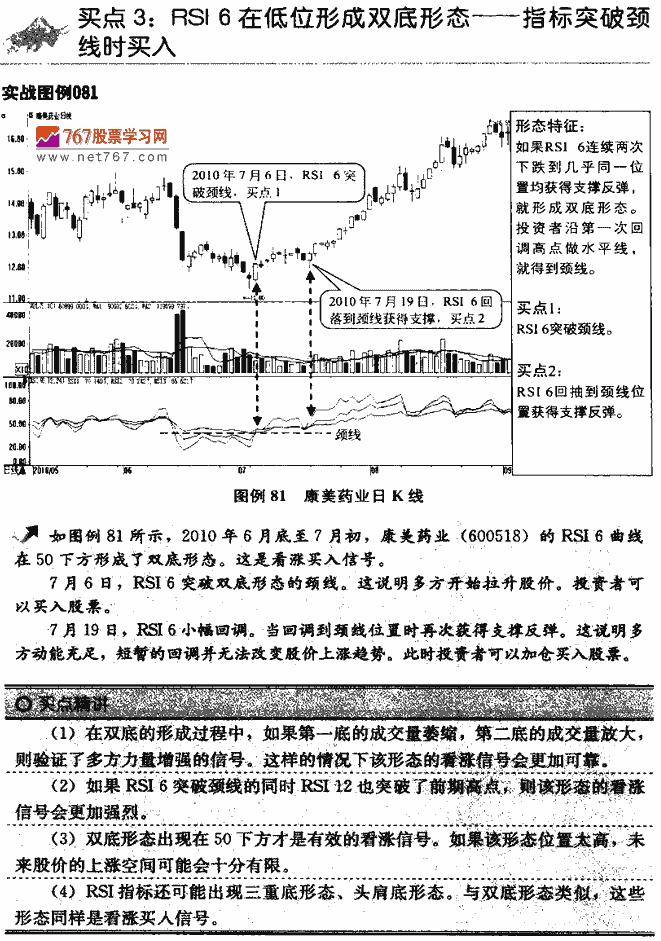 买点 3：RSI 6 在低位形成双底形态——指标突破颈
线时买入
实战图例081
康美药业日线
767股票学习网
www.net767.com
16.00
15.00
14.00
13.00
12.00
11.00
2010 年 7 月 6 日，RSI 6 突
破颈线，买点 1
2010 年 7 月 19 日，RSI 6 回
落到颈线获得支撑，买点 2
形态特征：
如果RSI 6连续两次
下跌到几乎同一位
置均获得支撑反弹，
就形成双底形态。
投资者沿第一次回
调高点做水平线，
就得到颈线。
买点1：
RSI 6突破颈线。
买点2：
RSI 6回抽到颈线位
置获得支撑反弹。
40000
20000
X10
100.00
80.00
50.00
20.00
0.00
颈线
日线
2010/05
06
07
08
09
图例 81 康美药业日 K 线
如图例 81 所示，2010 年 6 月底至 7 月初，康美药业（600518）的 RSI 6 曲线
在 50 下方形成了双底形态。这是看涨买入信号。
7 月 6 日，RSI 6 突破双底形态的颈线。这说明多方开始拉升股价。投资者可
以买入股票。
7 月 19 日，RSI 6 小幅回调。当回调到颈线位置时再次获得支撑反弹。这说明多
方动能充足，短暂的回调并无法改变股价上涨趋势。此时投资者可以加仓买入股票。
买点精讲
（1）在双底的形成过程中，如果第一底的成交量萎缩，第二底的成交量放大，
则验证了多方力量增强的信号。这样的情况下该形态的看涨信号会更加可靠。
（2）如果 RSI 6 突破颈线的同时 RSI 12 也突破了前期高点，则该形态的看涨
信号会更加强烈。
（3）双底形态出现在 50 下方才是有效的看涨信号。如果该形态位置太高，未
来股价的上涨空间可能会十分有限。
（4）RSI 指标还可能出现三重底形态、头肩底形态。与双底形态类似，这些
形态同样是看涨买入信号。